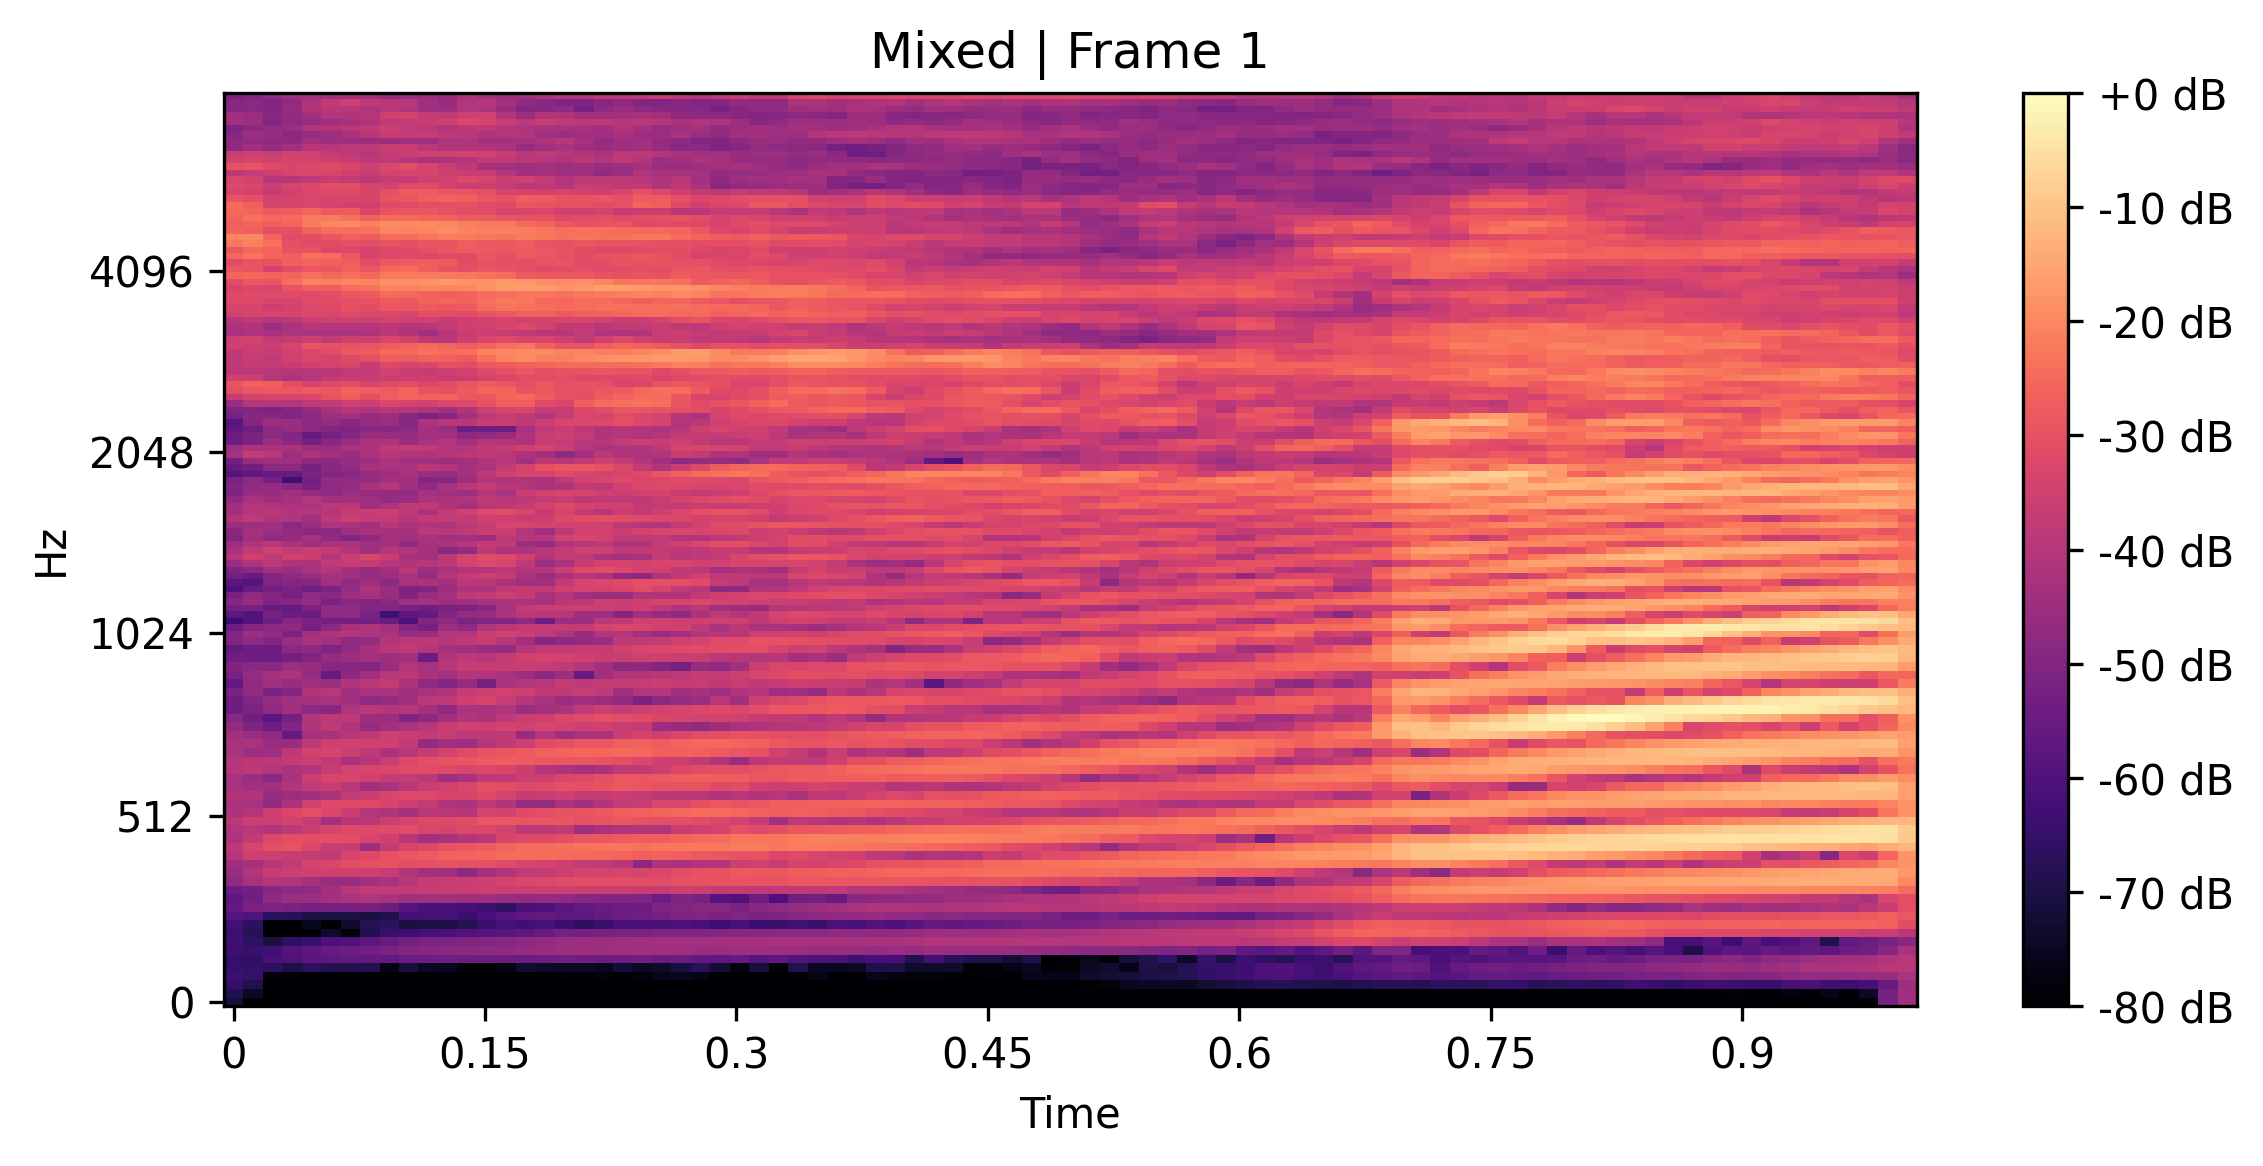 Mixed | Frame 1
Hz
4096
2048
1024
512
0
0 0.15 0.3 0.45 0.6 0.75 0.9
Time
+0 dB
-10 dB
-20 dB
-30 dB
-40 dB
-50 dB
-60 dB
-70 dB
-80 dB